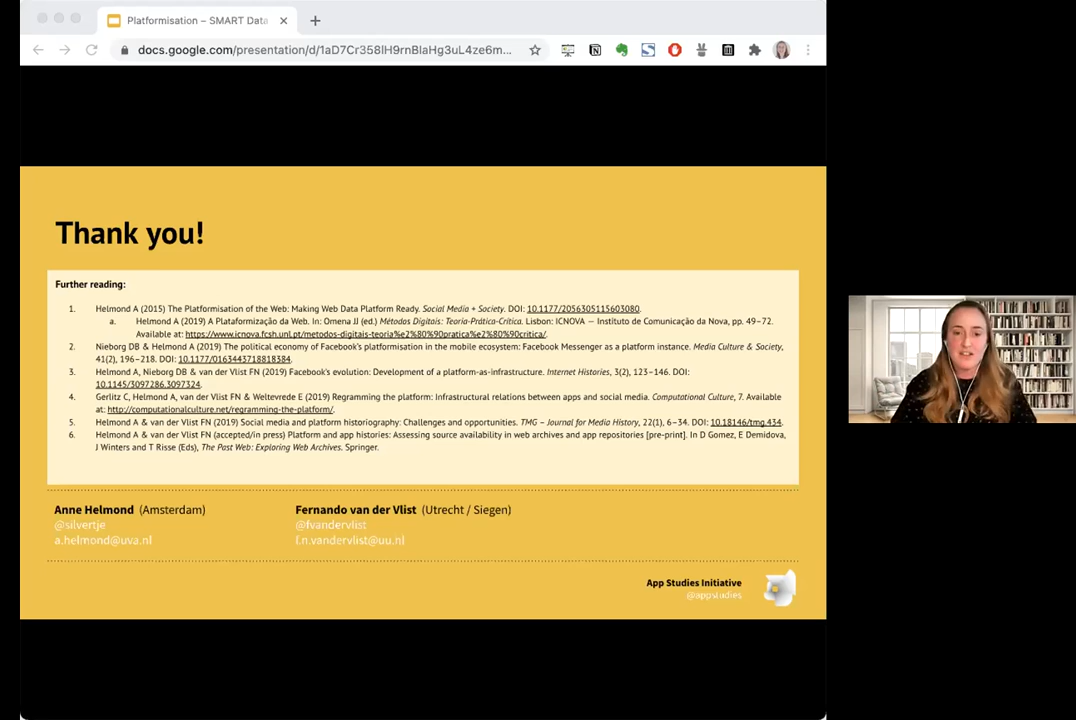 Platformisation – SMART Data
docs.google.com/presentation/d/1aD7Cr358IH9rnBlaHg3uL4ze6m...
Thank you!
Further reading:
1. Helmond A (2015) The Platformisation of the Web: Making Web Data Platform Ready. Social Media + Society. DOI: 10.1177/2056305115603080.
a. Helmond A (2019) A Plataformização da Web. In: Omena JJ (ed.) Métodos Digitais: Teoria-Prática-Crítica. Lisbon: ICNOVA — Instituto de Comunicação da Nova, pp. 49–72.
Available at: https://www.icnova.fcsh.unl.pt/metodos-digitais-teoria%e2%80%90pratica%e2%80%90critica/.
2. Nieborg DB & Helmond A (2019) The political economy of Facebook's platformisation in the mobile ecosystem: Facebook Messenger as a platform instance. Media Culture & Society,
41(2), 196–218. DOI: 10.1177/0163443718818384.
3. Helmond A, Nieborg DB & van der Vlist FN (2019) Facebook's evolution: Development of a platform-as-infrastructure. Internet Histories, 3(2), 123–146. DOI:
10.1145/3097286.3097324.
4. Gerlitz C, Helmond A, van der Vlist FN & Weltevrede E (2019) Regramming the platform: Infrastructural relations between apps and social media. Computational Culture, 7. Available
at: http://computationalculture.net/regramming-the-platform/.
5. Helmond A & van der Vlist FN (2019) Social media and platform historiography: Challenges and opportunities. TMG – Journal for Media History, 22(1), 6–34. DOI: 10.18146/tmg.434.
6. Helmond A & van der Vlist FN (accepted/in press) Platform and app histories: Assessing source availability in web archives and app repositories [pre-print]. In D Gomez, E Demidova,
J Winters and T Risse (Eds), The Past Web: Exploring Web Archives. Springer.
Anne Helmond (Amsterdam)
@silvertje
a.helmond@uva.nl
Fernando van der Vlist (Utrecht / Siegen)
@fvandervlist
f.n.vandervlist@uu.nl
App Studies Initiative
@appstudies